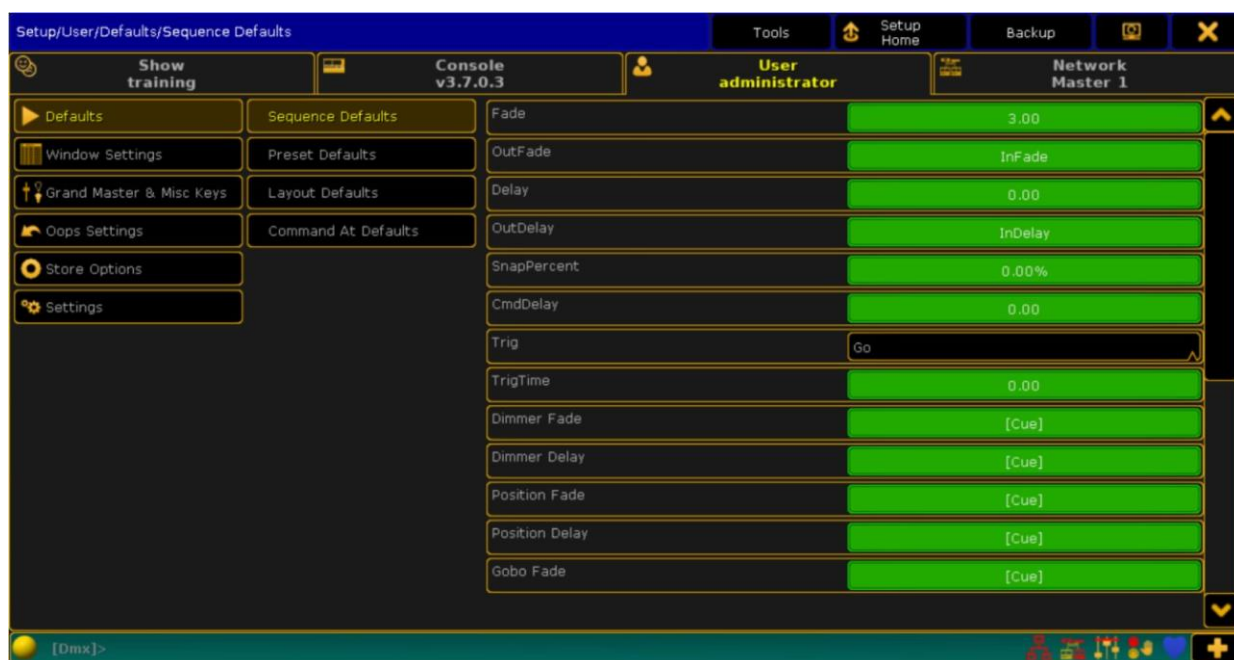 Setup/User/Defaults/Sequence Defaults
Tools
Setup
Home
Backup
Show
training
Console
v3.7.0.3
User
administrator
Network
Master 1
Defaults
Window Settings
Grand Master & Misc Keys
Oops Settings
Store Options
Settings
Sequence Defaults
Preset Defaults
Layout Defaults
Command At Defaults
Fade 3.00
OutFade InFade
Delay 0.00
OutDelay InDelay
SnapPercent 0.00%
CmdDelay 0.00
Trig Go
TrigTime 0.00
Dimmer Fade [Cue]
Dimmer Delay [Cue]
Position Fade [Cue]
Position Delay [Cue]
Gobo Fade [Cue]
[Dmx]>